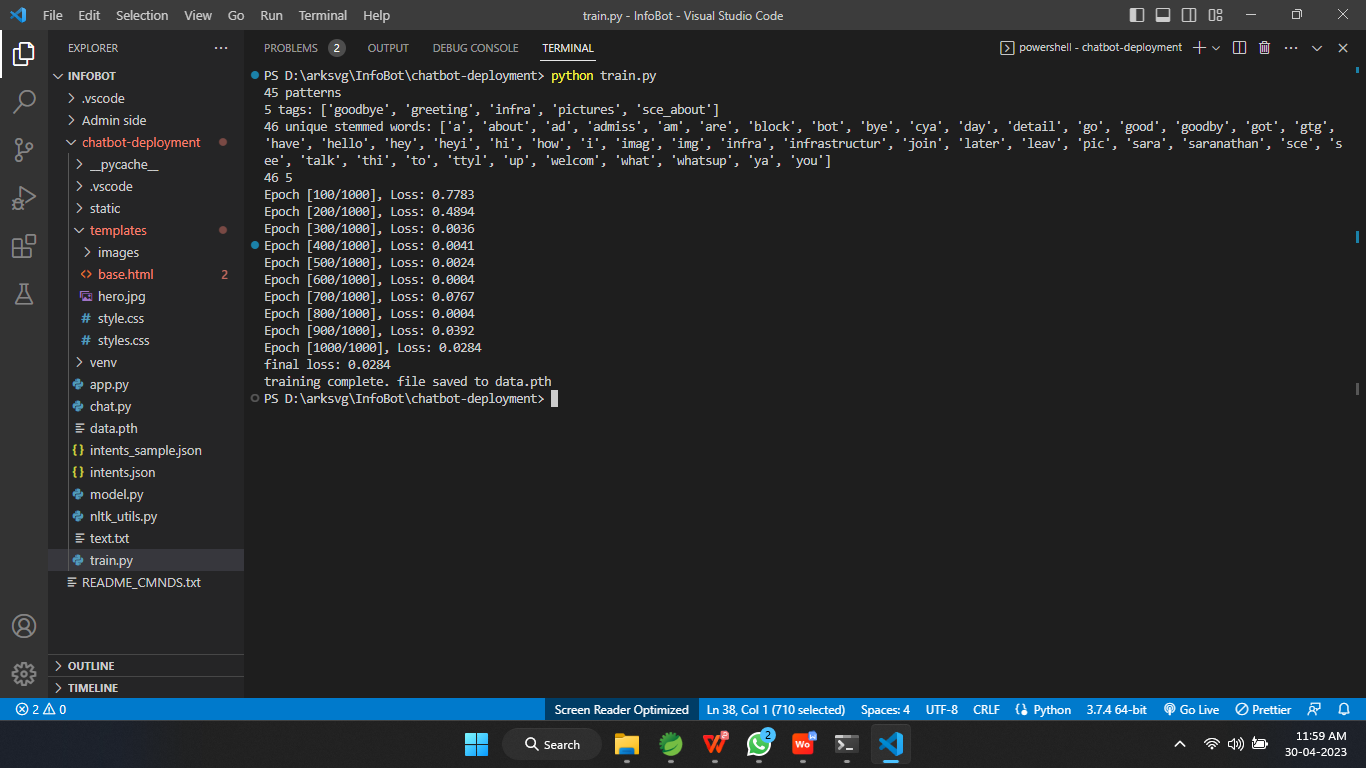 File Edit Selection View Go Run Terminal Help
train.py - InfoBot - Visual Studio Code
EXPLORER
INFOBOT
.vscode
Admin side
chatbot-deployment
__pycache__
.vscode
static
templates
images
base.html 2
hero.jpg
style.css
styles.css
venv
app.py
chat.py
data.pth
intents_sample.json
intents.json
model.py
nltk_utils.py
text.txt
train.py
README_CMNDS.txt
OUTLINE
TIMELINE
PROBLEMS 2 OUTPUT DEBUG CONSOLE TERMINAL
powershell - chatbot-deployment
PS D:\arksvg\InfoBot\chatbot-deployment> python train.py
45 patterns
5 tags: ['goodbye', 'greeting', 'infra', 'pictures', 'sce_about']
46 unique stemmed words: ['a', 'about', 'ad', 'admiss', 'am', 'are', 'block', 'bot', 'bye', 'cya', 'day', 'detail', 'go', 'good', 'goodby', 'got', 'gtg',
'have', 'hello', 'hey', 'heyi', 'hi', 'how', 'i', 'imag', 'img', 'infra', 'infrastructur', 'join', 'later', 'leav', 'pic', 'sara', 'saranathan', 'sce', 's
ee', 'talk', 'thi', 'to', 'ttyl', 'up', 'welcom', 'what', 'whatsup', 'ya', 'you']
46 5
Epoch [100/1000], Loss: 0.7783
Epoch [200/1000], Loss: 0.4894
Epoch [300/1000], Loss: 0.0036
Epoch [400/1000], Loss: 0.0041
Epoch [500/1000], Loss: 0.0024
Epoch [600/1000], Loss: 0.0004
Epoch [700/1000], Loss: 0.0767
Epoch [800/1000], Loss: 0.0004
Epoch [900/1000], Loss: 0.0392
Epoch [1000/1000], Loss: 0.0284
final loss: 0.0284
training complete. file saved to data.pth
PS D:\arksvg\InfoBot\chatbot-deployment>
2 0 Screen Reader Optimized Ln 38, Col 1 (710 selected) Spaces: 4 UTF-8 CRLF Python 3.7.4 64-bit Go Live Prettier
Search
2
Wo
11:59 AM
30-04-2023